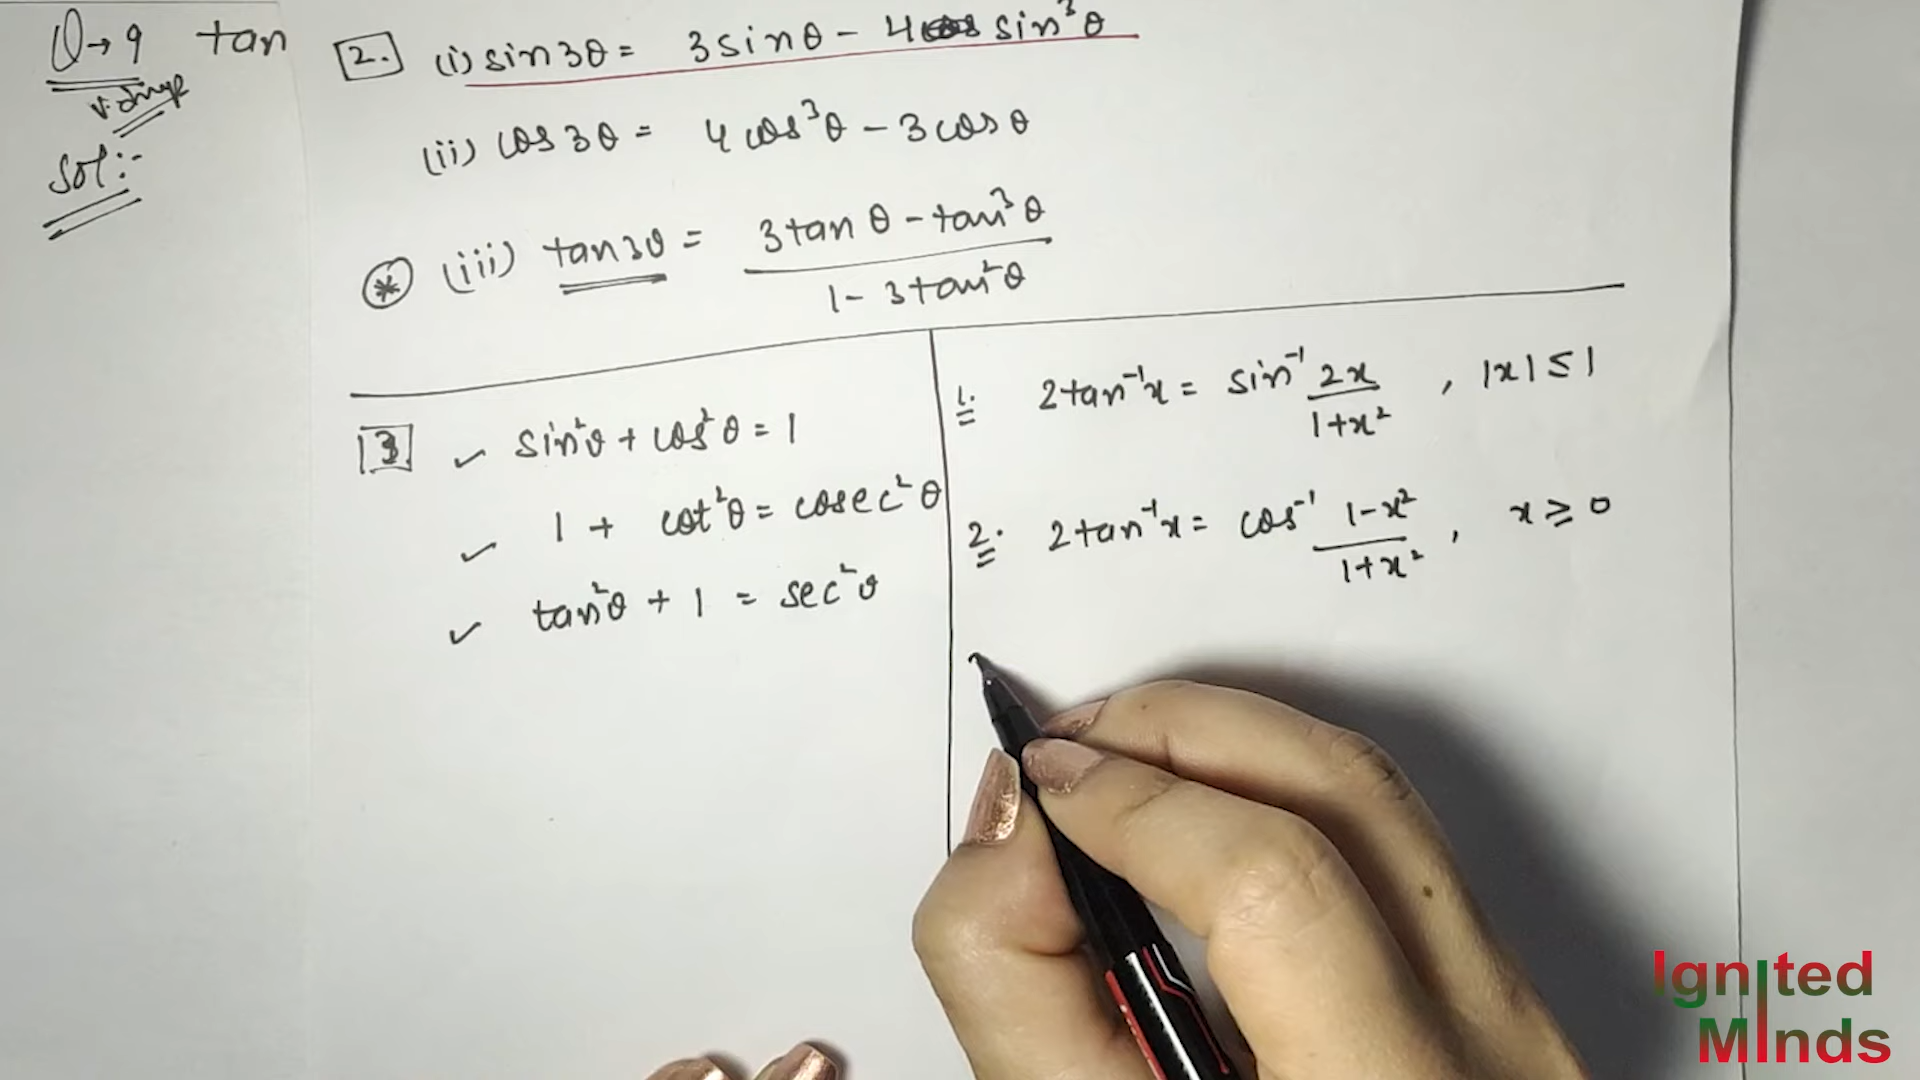 Q→9 tan
Sol:-
2. (i) sin3θ = 3sinθ - 4 sin³θ
(ii) cos3θ = 4cos³θ - 3cosθ
* (iii) tan3θ = 3tanθ - tan³θ / 1 - 3tan²θ
3. ✓ sin²θ + cos²θ = 1
✓ 1 + cot²θ = cosec²θ
✓ tan²θ + 1 = sec²θ
1. 2tan⁻¹x = sin⁻¹ 2x / 1+x² , |x| ≤ 1
2. 2tan⁻¹x = cos⁻¹ 1-x² / 1+x² , x ≥ 0
Ignited
Minds